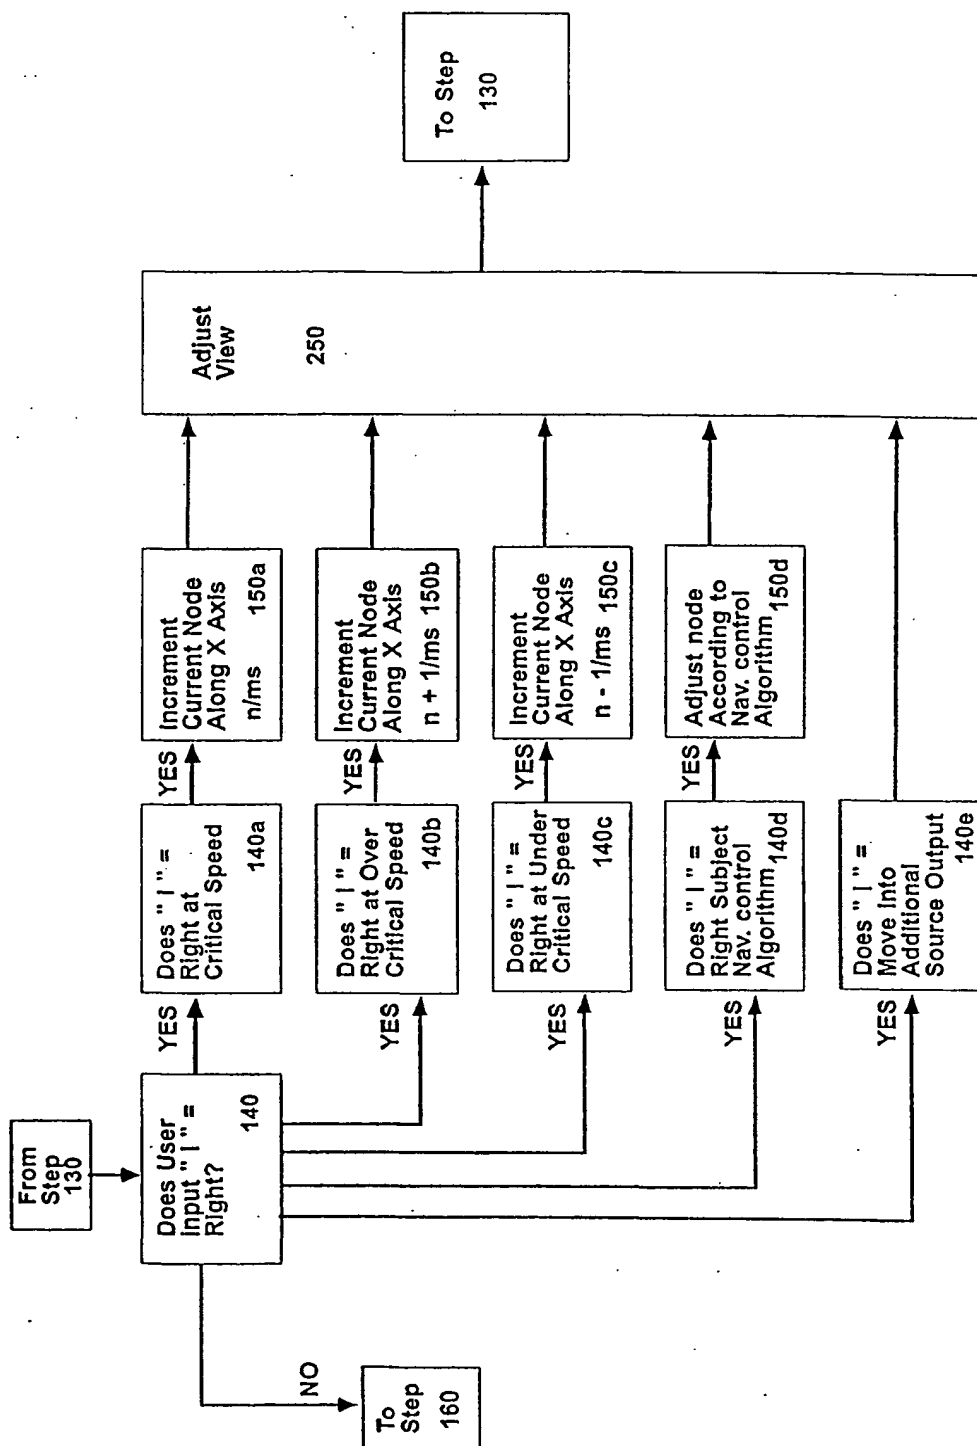 From
Step
130
Does User
Input " I " =
Right?
140
NO
To
Step
160
YES
Does " I " =
Right at
Critical Speed
140a
YES
Increment
Current Node
Along X Axis
n/ms 150a
YES
Does " I " =
Right at Over
Critical Speed
140b
YES
Increment
Current Node
Along X Axis
n + 1/ms 150b
YES
Does " I " =
Right at Under
Critical Speed
140c
YES
Increment
Current Node
Along X Axis
n - 1/ms 150c
YES
Does " I " =
Right Subject
Nav. control
Algorithm 140d
YES
Adjust node
According to
Nav. control
Algorithm 150d
YES
Does " I " =
Move Into
Additional
Source Output
140e
Adjust
View
250
To Step
130